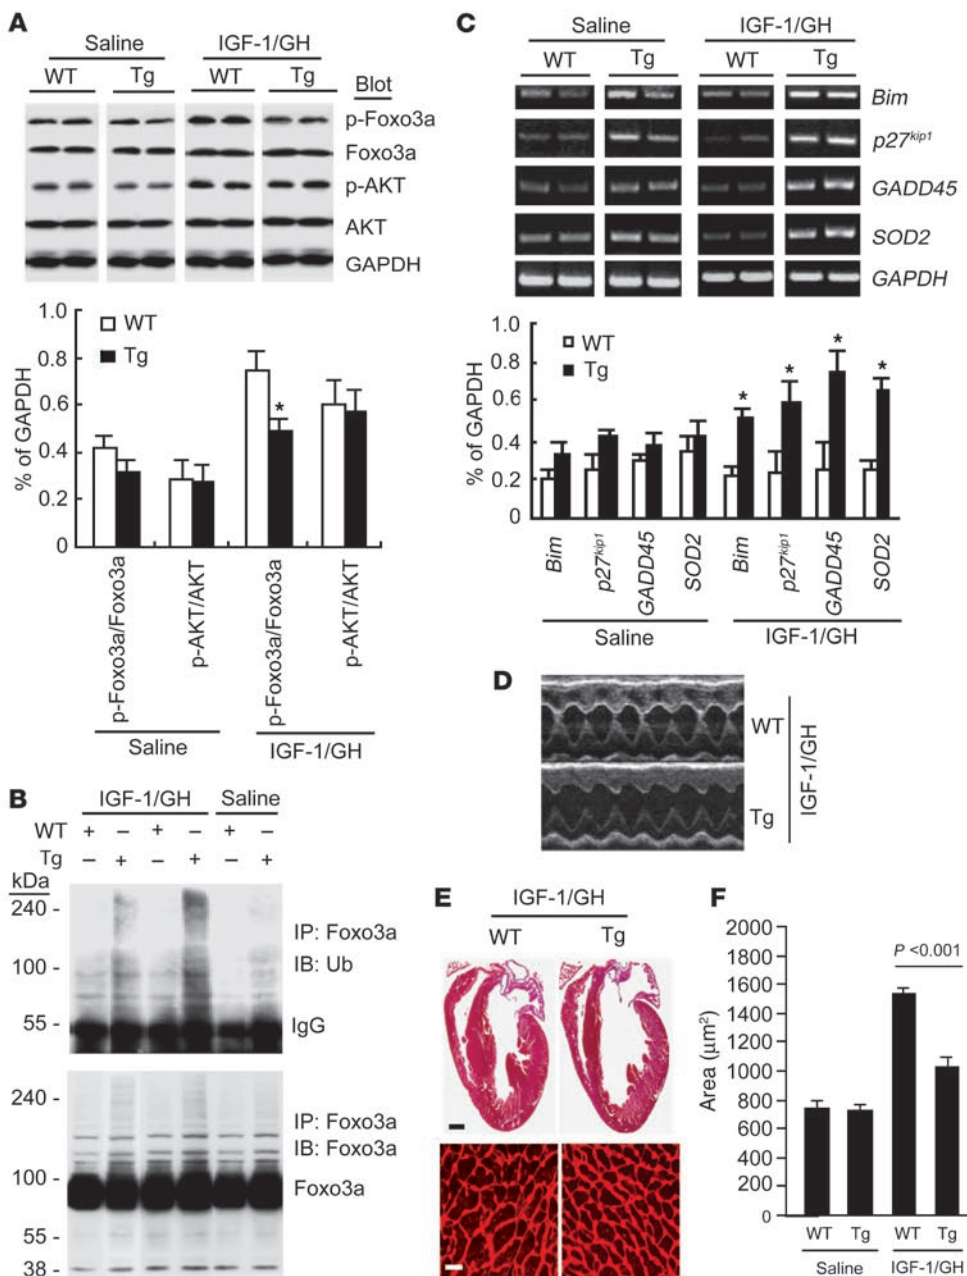 A
Saline IGF-1/GH
WT Tg WT Tg
Blot
p-Foxo3a
Foxo3a
p-AKT
AKT
GAPDH
% of GAPDH
1.0
0.8
0.6
0.4
0.2
0
WT
Tg
*
p-Foxo3a/Foxo3a
p-AKT/AKT
p-Foxo3a/Foxo3a
p-AKT/AKT
Saline
IGF-1/GH
B
IGF-1/GH Saline
WT + – + – + –
Tg – + – + – +
kDa
240 -
100 -
55 -
IP: Foxo3a
IB: Ub
IgG
240 -
100 -
55 -
38 -
IP: Foxo3a
IB: Foxo3a
Foxo3a
C
Saline IGF-1/GH
WT Tg WT Tg
Bim
p27kip1
GADD45
SOD2
GAPDH
% of GAPDH
1.0
0.8
0.6
0.4
0.2
0
WT
Tg
* * * *
Bim
p27kip1
GADD45
SOD2
Bim
p27kip1
GADD45
SOD2
Saline
IGF-1/GH
D
WT
Tg
IGF-1/GH
E
IGF-1/GH
WT Tg
F
Area (μm²)
2000
1800
1600
1400
1200
1000
800
600
400
200
0
P <0.001
WT Tg WT Tg
Saline IGF-1/GH